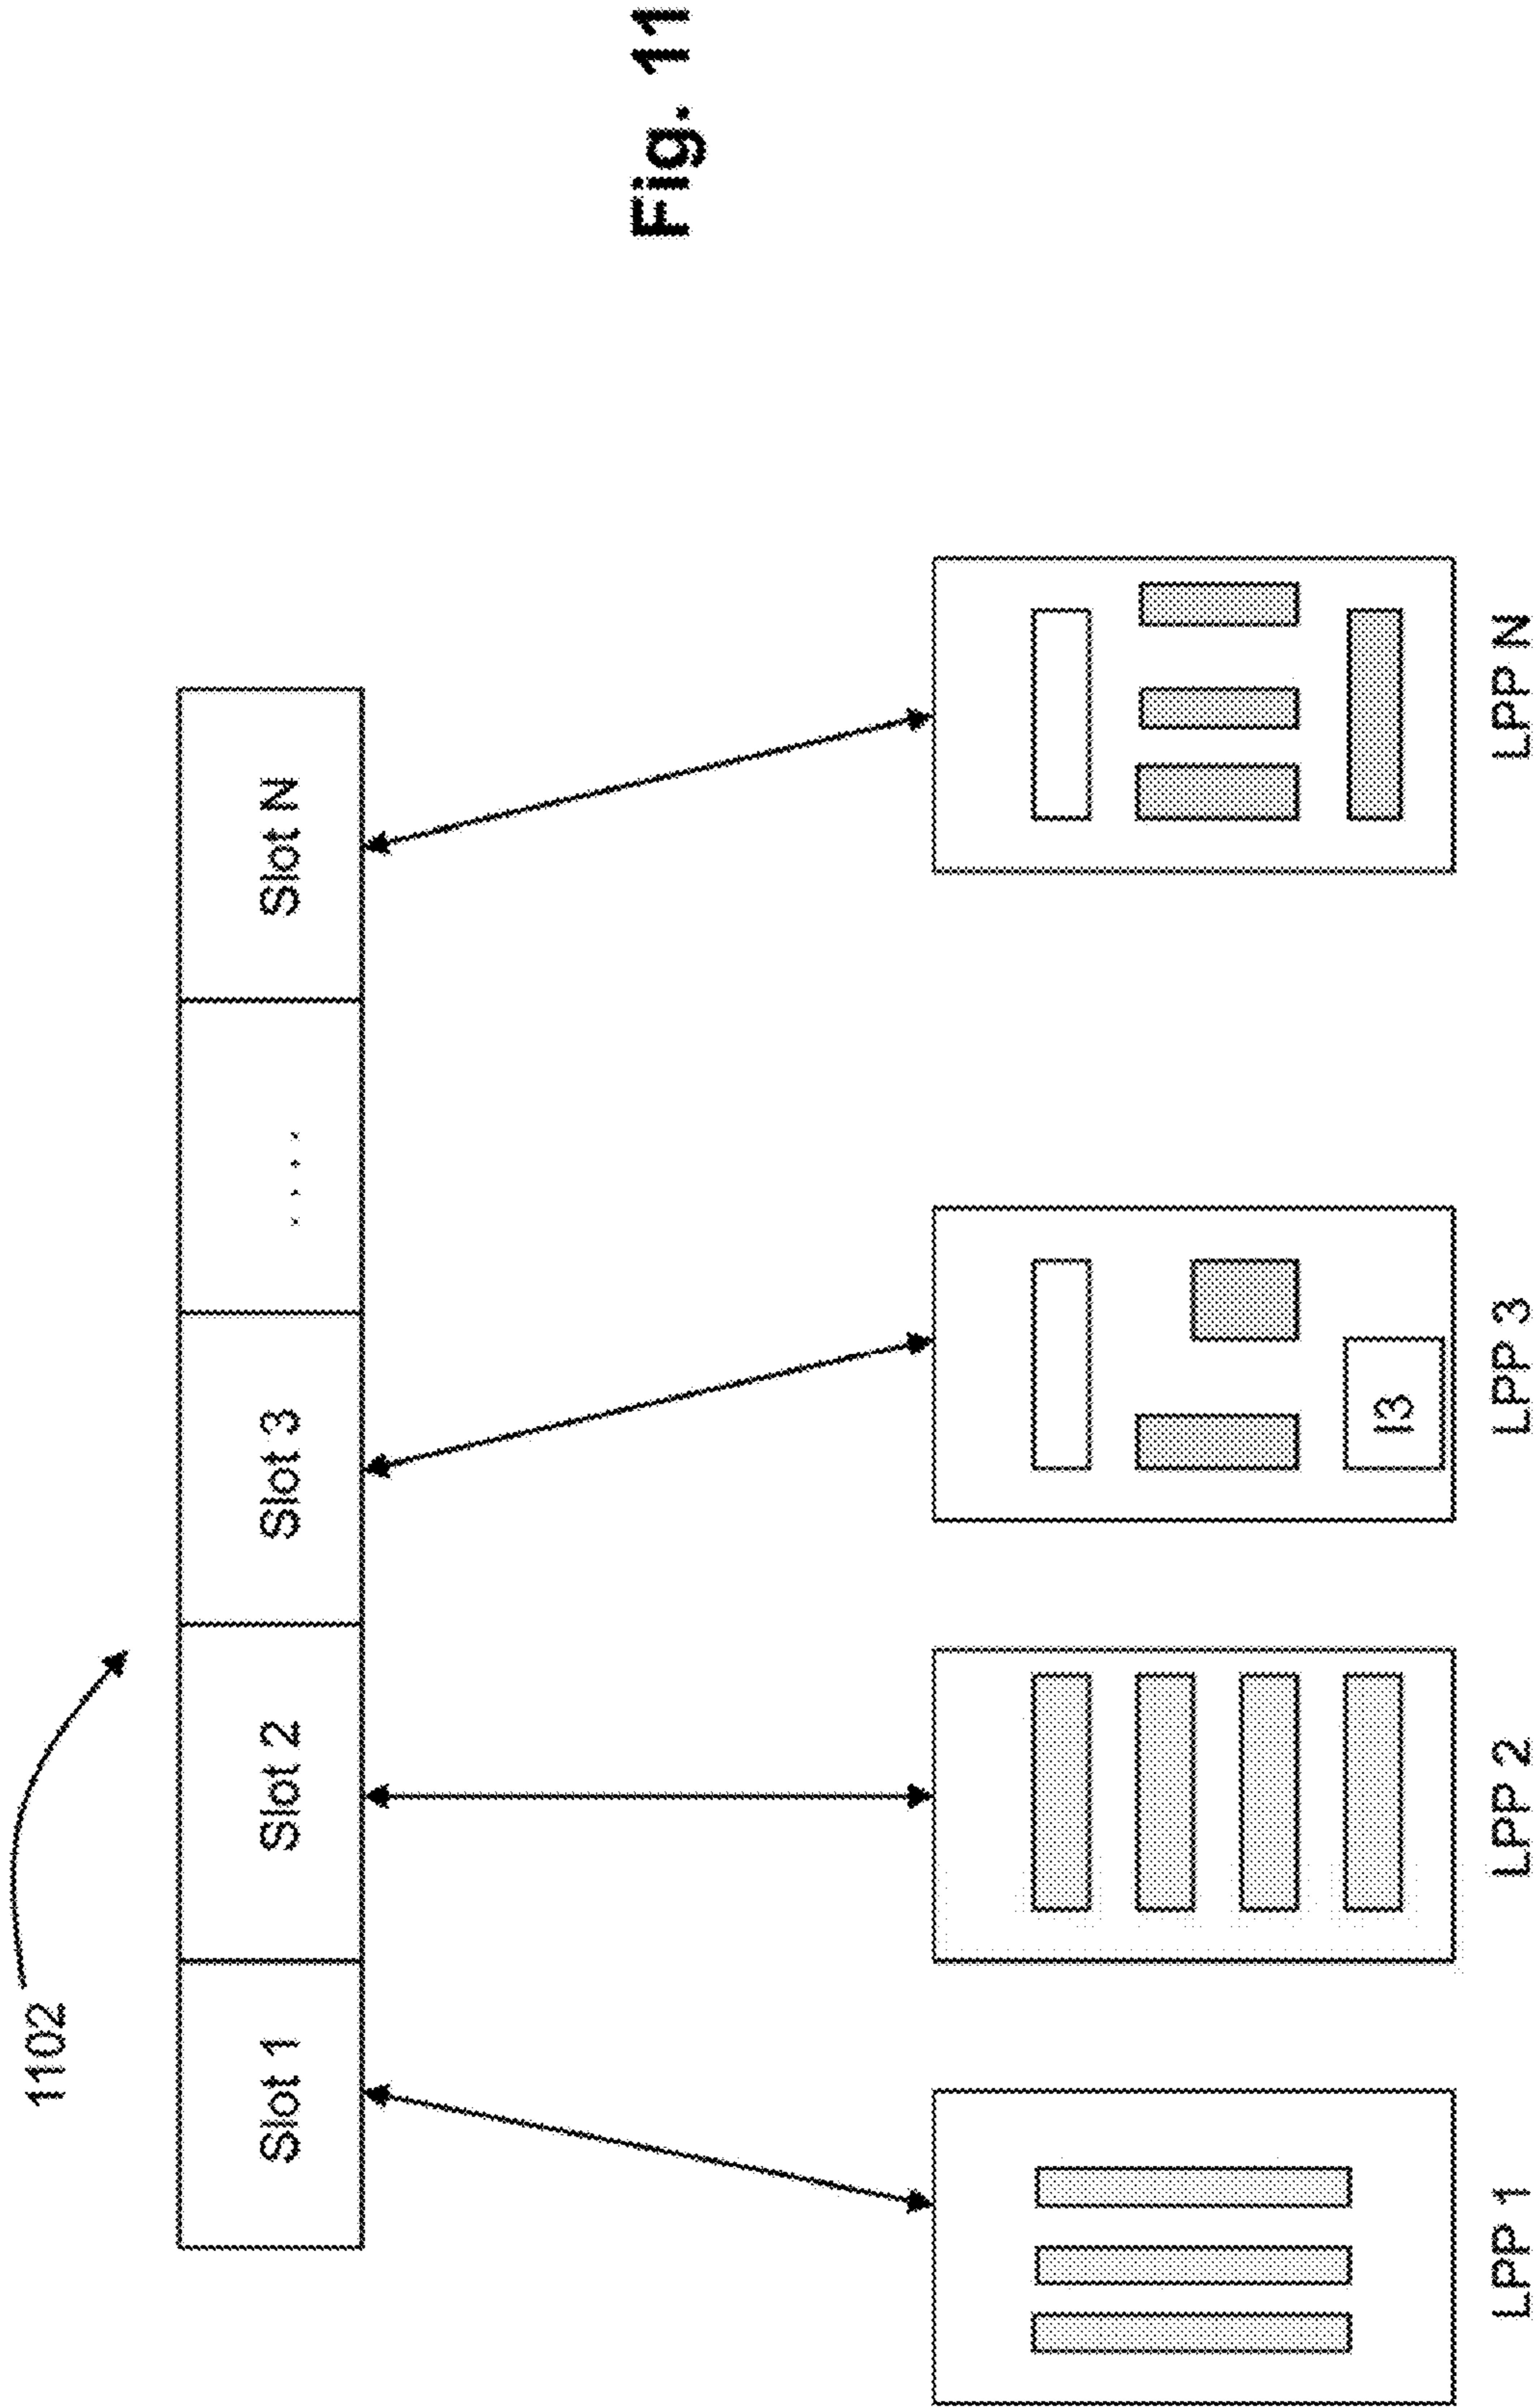 1102
Slot 1
Slot 2
Slot 3
. . . .
Slot N
I3
LPP 1
LPP 2
LPP 3
LPP N
Fig. 11